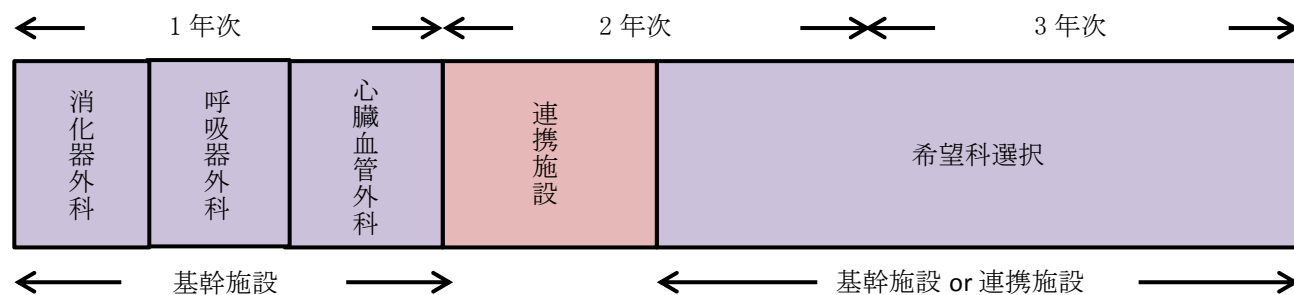 1年次
2年次
3年次
消化器外科
呼吸器外科
心臓血管外科
連携施設
希望科選択
基幹施設
基幹施設 or 連携施設